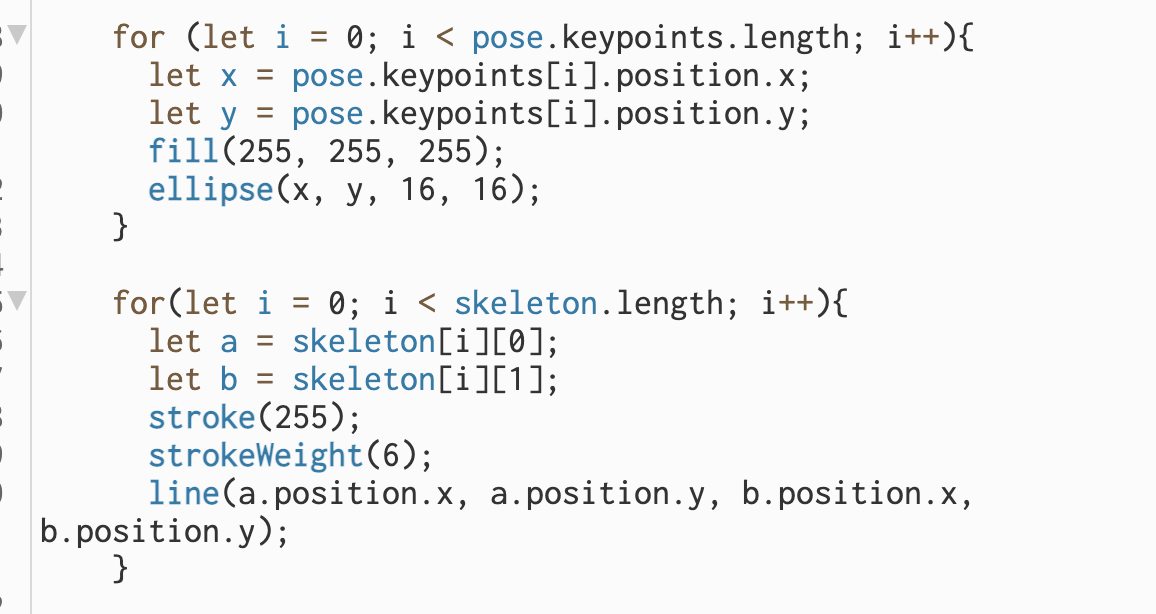 for (let i = 0; i < pose.keypoints.length; i++){
let x = pose.keypoints[i].position.x;
let y = pose.keypoints[i].position.y;
fill(255, 255, 255);
ellipse(x, y, 16, 16);
}
for(let i = 0; i < skeleton.length; i++){
let a = skeleton[i][0];
let b = skeleton[i][1];
stroke(255);
strokeWeight(6);
line(a.position.x, a.position.y, b.position.x,
b.position.y);
}